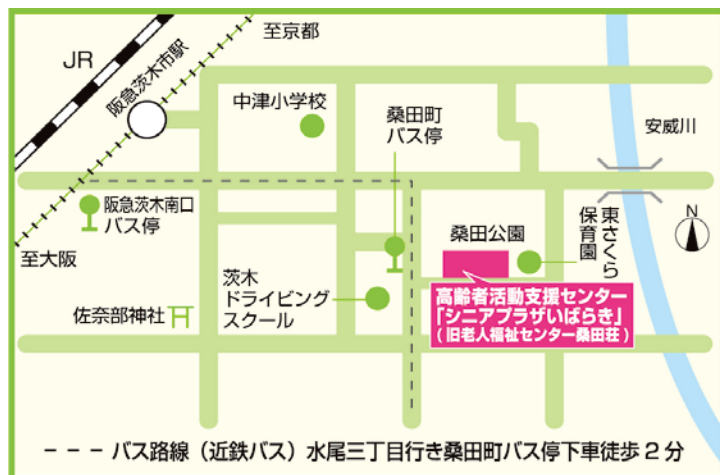 至京都
JR
阪急茨木市駅
中津小学校
桑田町
バス停
安威川
阪急茨木南口
バス停
至大阪
桑田公園
東さくら
保育園
N
茨木
ドライビング
スクール
佐奈部神社
高齢者活動支援センター
「シニアプラザいばらき」
(旧老人福祉センター桑田荘)
--- バス路線（近鉄バス）水尾三丁目行き桑田町バス停下車徒歩2分